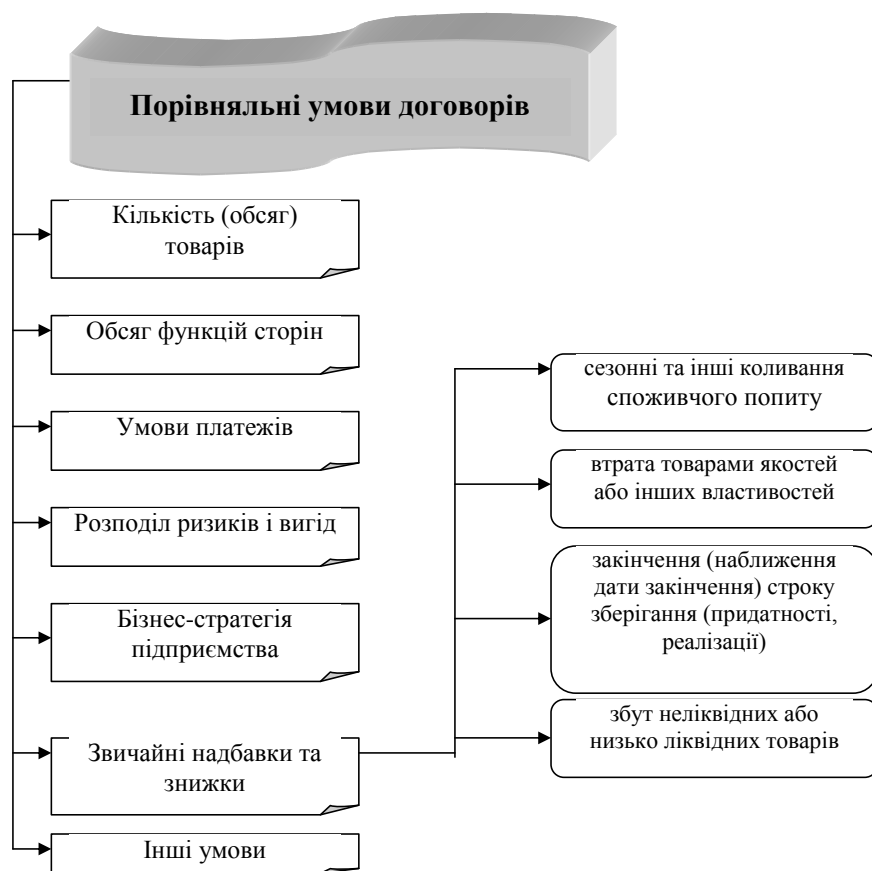 Порівняльні умови договорів
Кількість (обсяг)
товарів
Обсяг функцій сторін
Умови платежів
Розподіл ризиків і вигід
Бізнес-стратегія
підприємства
Звичайні надбавки та
знижки
Інші умови
сезонні та інші коливання
споживчого попиту
втрата товарами якостей
або інших властивостей
закінчення (наближення
дати закінчення) строку
зберігання (придатності,
реалізації)
збут неліквідних або
низько ліквідних товарів